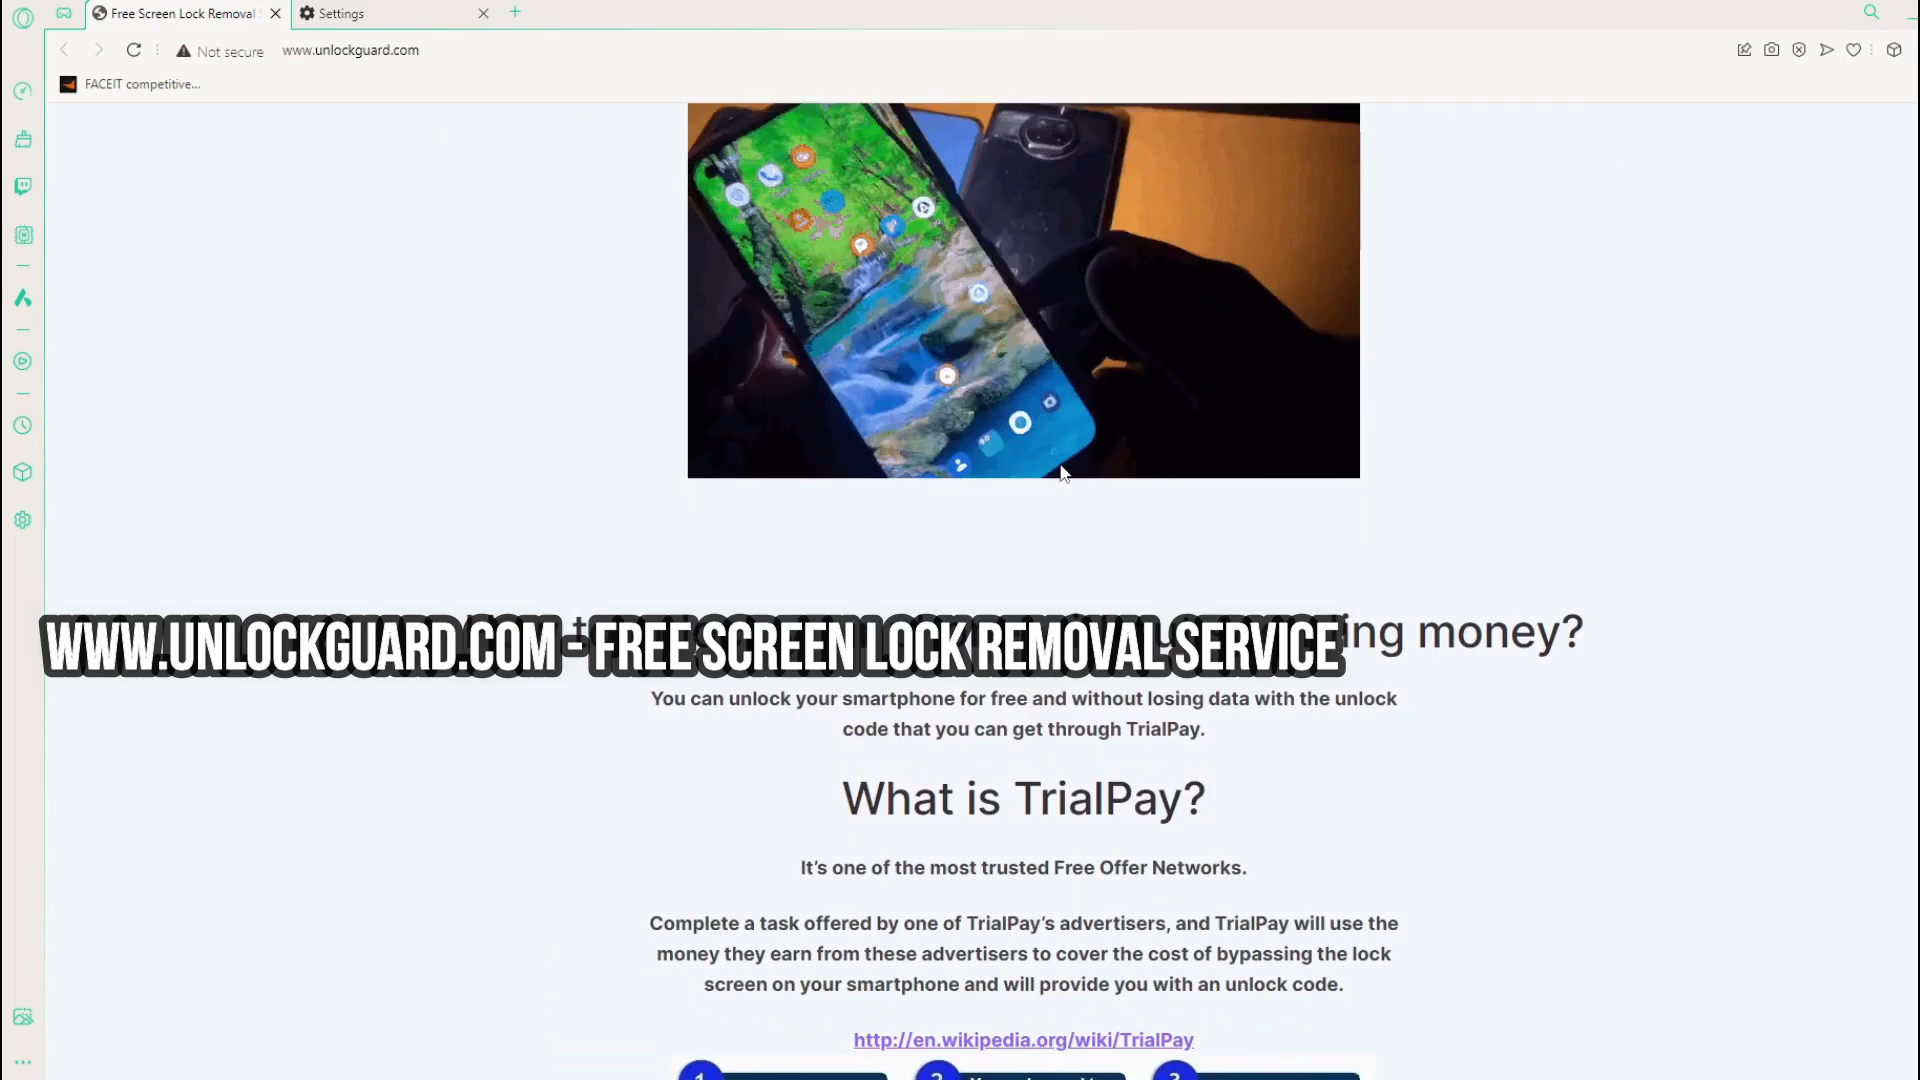 Free Screen Lock Removal
Settings
Not secure
www.unlockguard.com
FACEIT competitive...
ing money?
WWW.UNLOCKGUARD.COM - FREE SCREEN LOCK REMOVAL SERVICE
You can unlock your smartphone for free and without losing data with the unlock
code that you can get through TrialPay.
What is TrialPay?
It’s one of the most trusted Free Offer Networks.
Complete a task offered by one of TrialPay’s advertisers, and TrialPay will use the
money they earn from these advertisers to cover the cost of bypassing the lock
screen on your smartphone and will provide you with an unlock code.
http://en.wikipedia.org/wiki/TrialPay
1 2 3